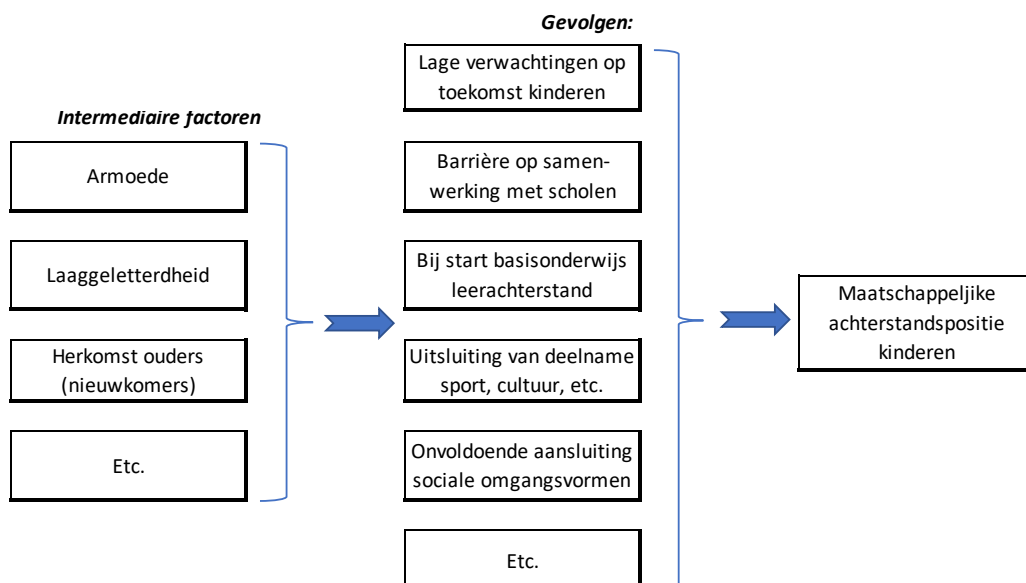 Gevolgen:
Lage verwachtingen op
toekomst kinderen
Intermediaire factoren
Armoede
Barrière op samen-
werking met scholen
Laaggeletterdheid
Bij start basisonderwijs
leerachterstand
Maatschappeljike
achterstandspositie
kinderen
Herkomst ouders
(nieuwkomers)
Uitsluiting van deelname
sport, cultuur, etc.
Etc.
Onvoldoende aansluiting
sociale omgangsvormen
Etc.